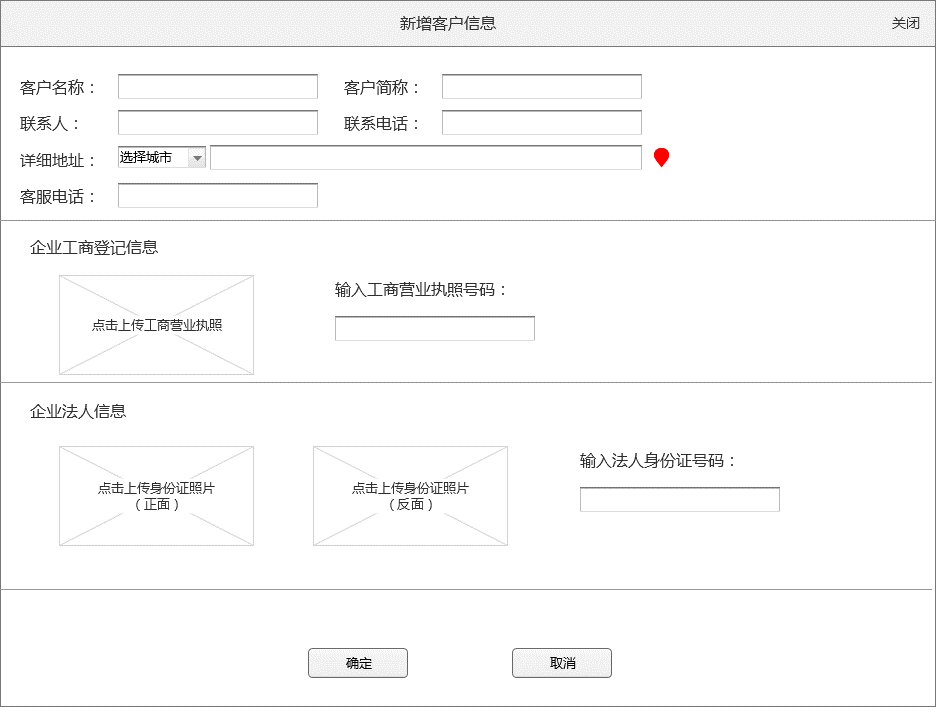 新增客户信息 关闭
客户名称： 客户简称：
联系人： 联系电话：
详细地址： 选择城市
客服电话：
企业工商登记信息
点击上传工商营业执照
输入工商营业执照号码：
企业法人信息
点击上传身份证照片
（正面）
点击上传身份证照片
（反面）
输入法人身份证号码：
确定 取消